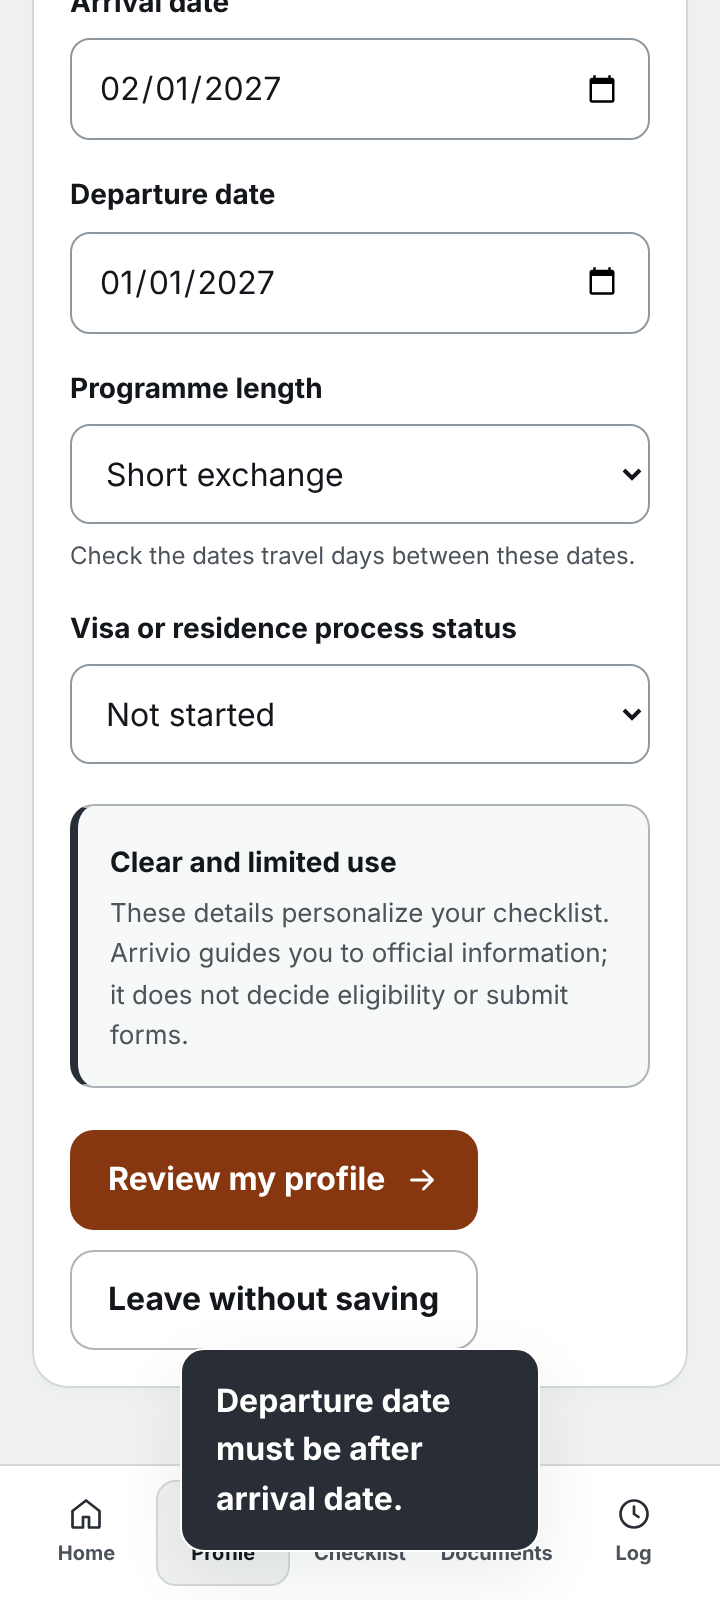 Arrival date
02/01/2027
Departure date
01/01/2027
Programme length
Short exchange
Check the dates travel days between these dates.
Visa or residence process status
Not started
Clear and limited use
These details personalize your checklist.
Arrivio guides you to official information;
it does not decide eligibility or submit
forms.
Review my profile →
Leave without saving
Departure date
must be after
arrival date.
Home
Profile
Checklist
Documents
Log